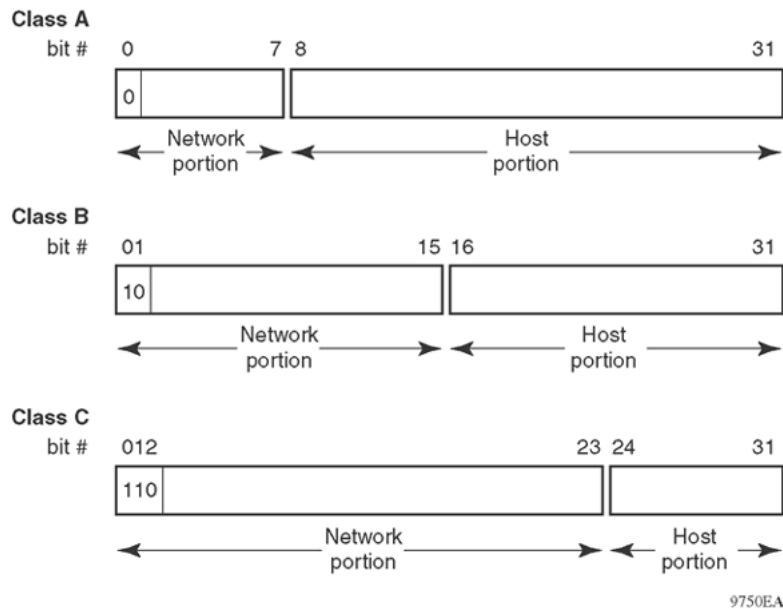 Class A
bit # 0 7 8 31
0
Network portion Host portion
Class B
bit # 01 15 16 31
10
Network portion Host portion
Class C
bit # 012 23 24 31
110
Network portion Host portion
9750EA